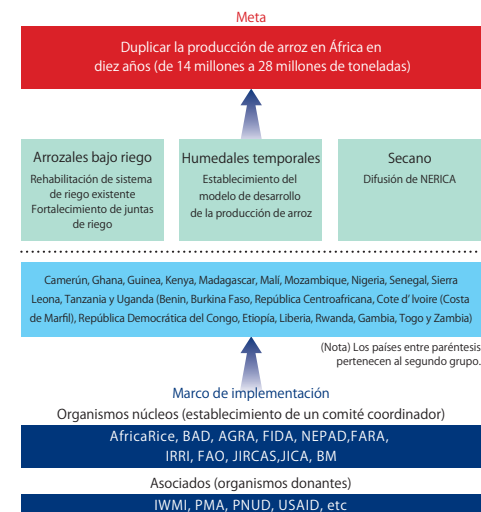 Meta
Duplicar la producción de arroz en África en
diez años (de 14 millones a 28 millones de toneladas)
Arrozales bajo riego
Rehabilitación de sistema
de riego existente
Fortalecimiento de juntas
de riego
Humedales temporales
Establecimiento del
modelo de desarrollo
de la producción de arroz
Secano
Difusión de NERICA
Camerún, Ghana, Guinea, Kenya, Madagascar, Malí, Mozambique, Nigeria, Senegal, Sierra
Leona, Tanzania y Uganda (Benin, Burkina Faso, República Centroafricana, Cote d’ Ivoire (Costa
de Marfil), República Democrática del Congo, Etiopía, Liberia, Rwanda, Gambia, Togo y Zambia)
(Nota) Los países entre paréntesis
pertenecen al segundo grupo.
Marco de implementación
Organismos núcleos (establecimiento de un comité coordinador)
AfricaRice, BAD, AGRA, FIDA, NEPAD,FARA,
IRRI, FAO, JIRCAS,JICA, BM
Asociados (organismos donantes)
IWMI, PMA, PNUD, USAID, etc